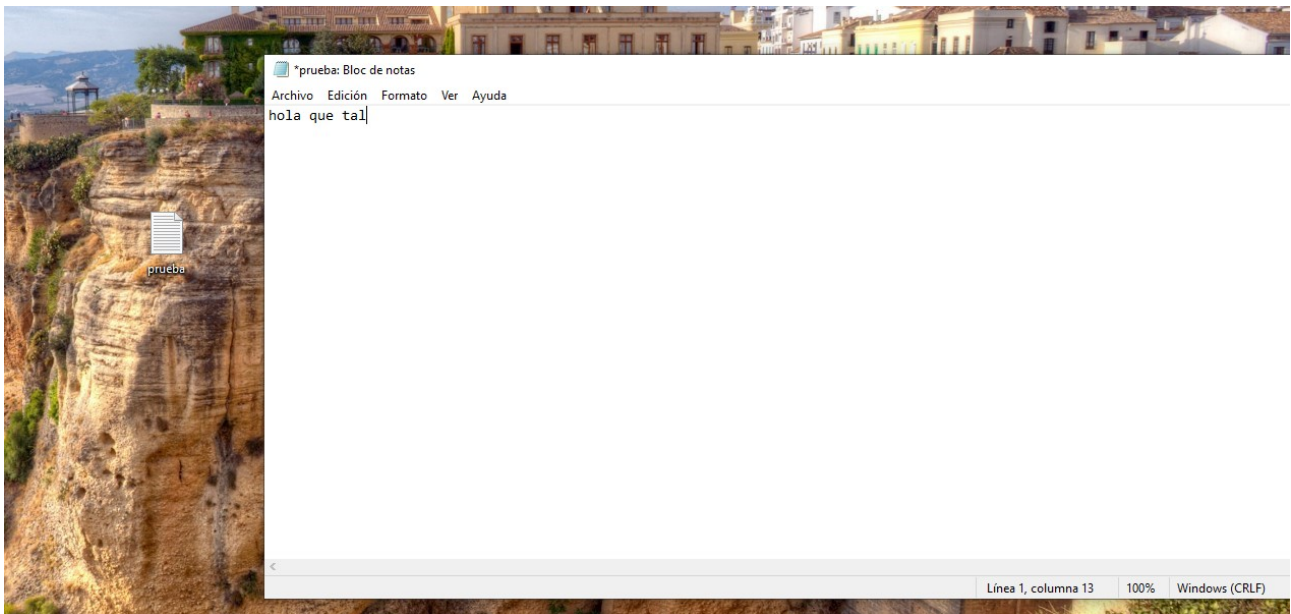 *prueba: Bloc de notas
Archivo Edición Formato Ver Ayuda
hola que tal
prueba
Línea 1, columna 13 100% Windows (CRLF)